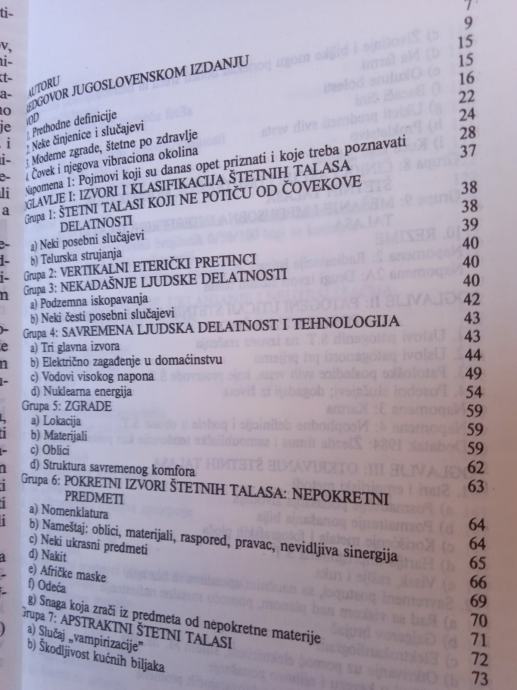 AUTORU 7
EDGOVOR JUGOSLOVENSKOM IZDANJU 9
VOD 15
1. Prethodne definicije 15
2. Neke činjenice i slučajevi 16
3. Moderne zgrade, štetne po zdravlje 22
4. Čovek i njegova vibraciona okolina 24
Napomena 1: Pojmovi koji su danas opet priznati i koje treba poznavati 28
OGLAVLJE I: IZVORI I KLASIFIKACIJA ŠTETNIH TALASA 37
Grupa 1: ŠTETNI TALASI KOJI NE POTIČU OD ČOVEKOVE
DELATNOSTI 38
a) Neki posebni slučajevi 38
b) Telurska strujanja 39
Grupa 2: VERTIKALNI ETERIČKI PRETINCI 40
Grupa 3: NEKADAŠNJE LJUDSKE DELATNOSTI 40
a) Podzemna iskopavanja 40
b) Neki česti posebni slučajevi 42
Grupa 4: SAVREMENA LJUDSKA DELATNOST I TEHNOLOGIJA 43
a) Tri glavna izvora 43
b) Električno zagađenje u domaćinstvu 44
c) Vodovi visokog napona 49
d) Nuklearna energija 54
Grupa 5: ZGRADE 59
a) Lokacija 59
b) Materijali 59
c) Oblici 62
d) Struktura savremenog komfora 63
Grupa 6: POKRETNI IZVORI ŠTETNIH TALASA: NEPOKRETNI
PREDMETI 64
a) Nomenklatura 64
b) Nameštaj: oblici, materijali, raspored, pravac, nevidljiva sinergija 65
c) Neki ukrasni predmeti 66
d) Nakit 69
e) Afričke maske 70
f) Odeća 71
g) Snaga koja zrači iz predmeta od nepokretne materije 72
Grupa 7: APSTRAKTNI ŠTETNI TALASI 73
a) Slučaj „vampirizacije"
b) Škodljivost kućnih biljaka